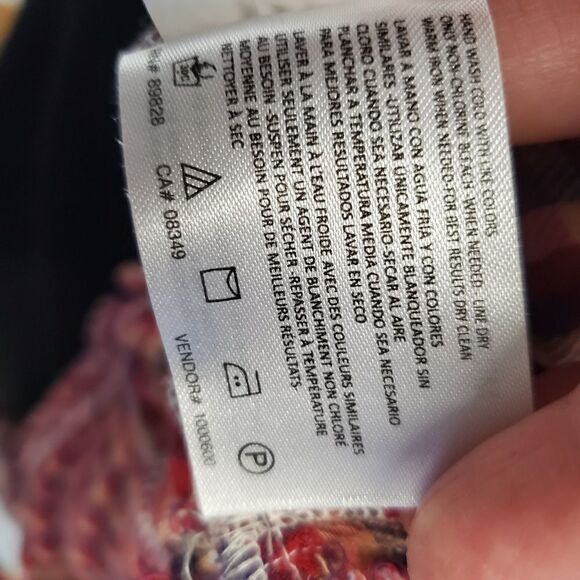 HAND WASH COLD WITH LIKE COLORS
ONLY NON-CHLORINE BLEACH - WHEN NEEDED - LINE DRY
WARM IRON WHEN NEEDED-FOR BEST RESULTS DRY CLEAN
LAVAR A MANO CON AGUA FRIA Y CON COLORES
SIMILARES - UTILIZAR UNICAMENTE BLANQUEADOR SIN
CLORO CUANDO SEA NECESARIO-SECAR AL AIRE
PLANCHAR A TEMPERATURA MEDIA CUANDO SEA NECESARIO
PARA MEJORES RESULTADOS LAVAR EN SECO
LAVER À LA MAIN À L'EAU FROIDE AVEC DES COULEURS SIMILAIRES
UTILISER SEULEMENT UN AGENT DE BLANCHIMENT NON CHLORÉ
AU BESOIN -SUSPEN POUR SÉCHER -REPASSER À TEMPÉRATURE
MOYENNE AU BESOIN POUR DE MEILLEURS RÉSULTATS
NETTOYER À SEC
P
89828 CA# 08349 VENDOR# 1000600